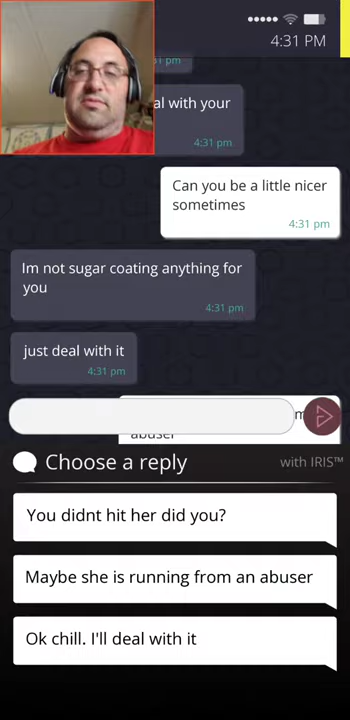 4:31 PM
1 pm
al with your
4:31 pm
Can you be a little nicer
sometimes
4:31 pm
Im not sugar coating anything for
you
4:31 pm
just deal with it
4:31 pm
abuser
Choose a reply
with IRIS™
You didnt hit her did you?
Maybe she is running from an abuser
Ok chill. I'll deal with it